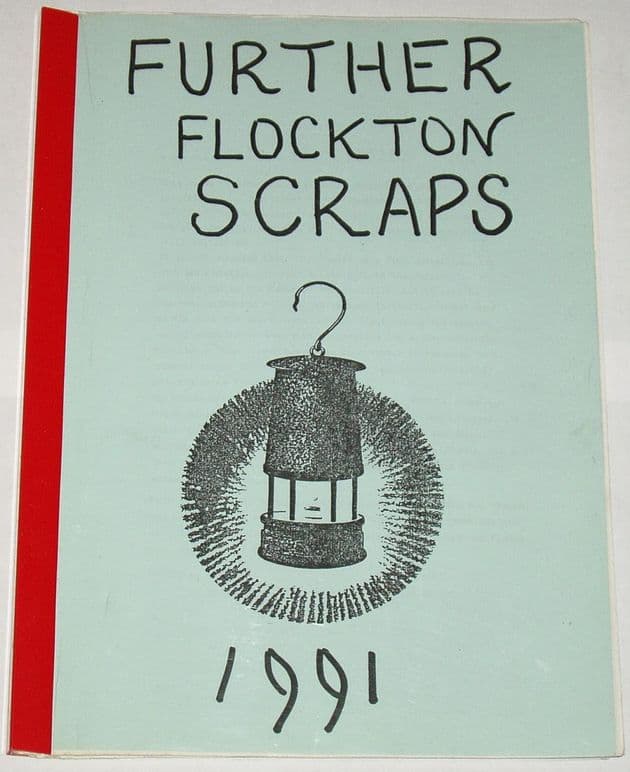 FURTHER
FLOCKTON
SCRAPS
1991